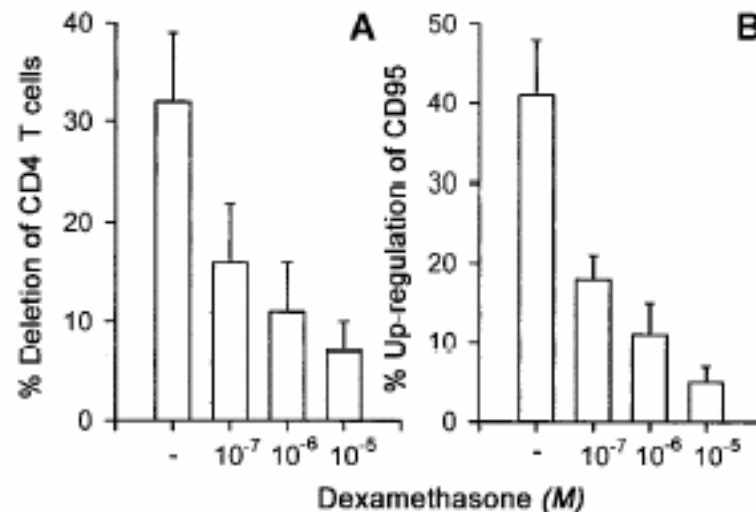 A
% Deletion of CD4 T cells
40
30
20
10
0
- 10⁻⁷ 10⁻⁶ 10⁻⁵
B
% Up-regulation of CD95
50
40
30
20
10
0
- 10⁻⁷ 10⁻⁶ 10⁻⁵
Dexamethasone (M)